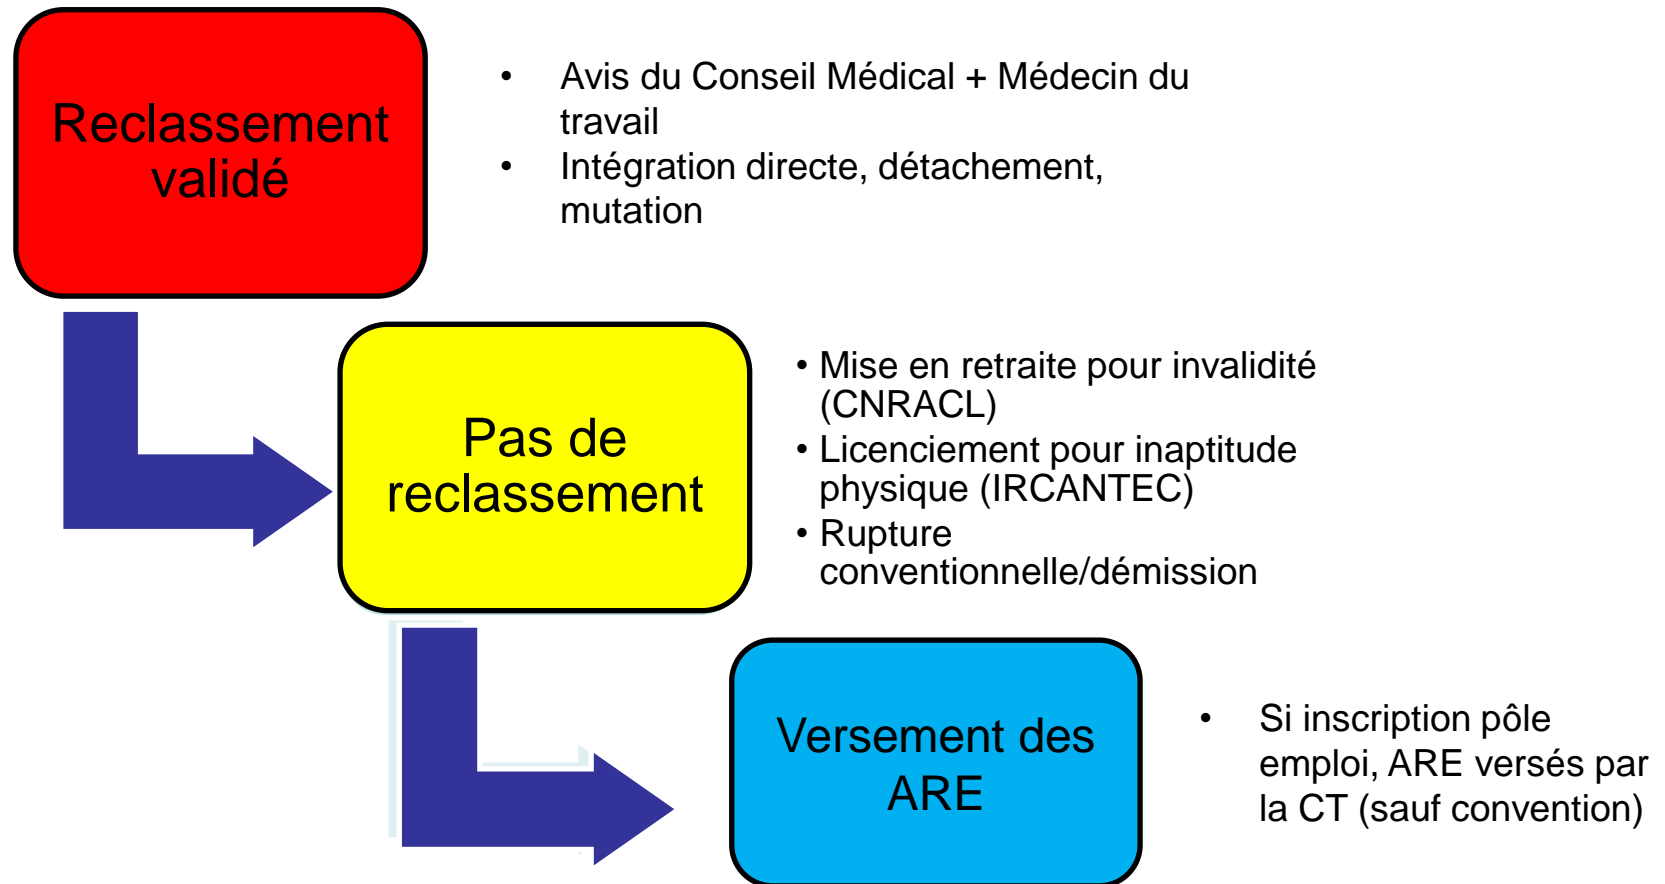 Reclassement
validé
• Avis du Conseil Médical + Médecin du
travail
• Intégration directe, détachement,
mutation
Pas de
reclassement
• Mise en retraite pour invalidité
(CNRACL)
• Licenciement pour inaptitude
physique (IRCANTEC)
• Rupture
conventionnelle/démission
Versement des
ARE
• Si inscription pôle
emploi, ARE versés par
la CT (sauf convention)